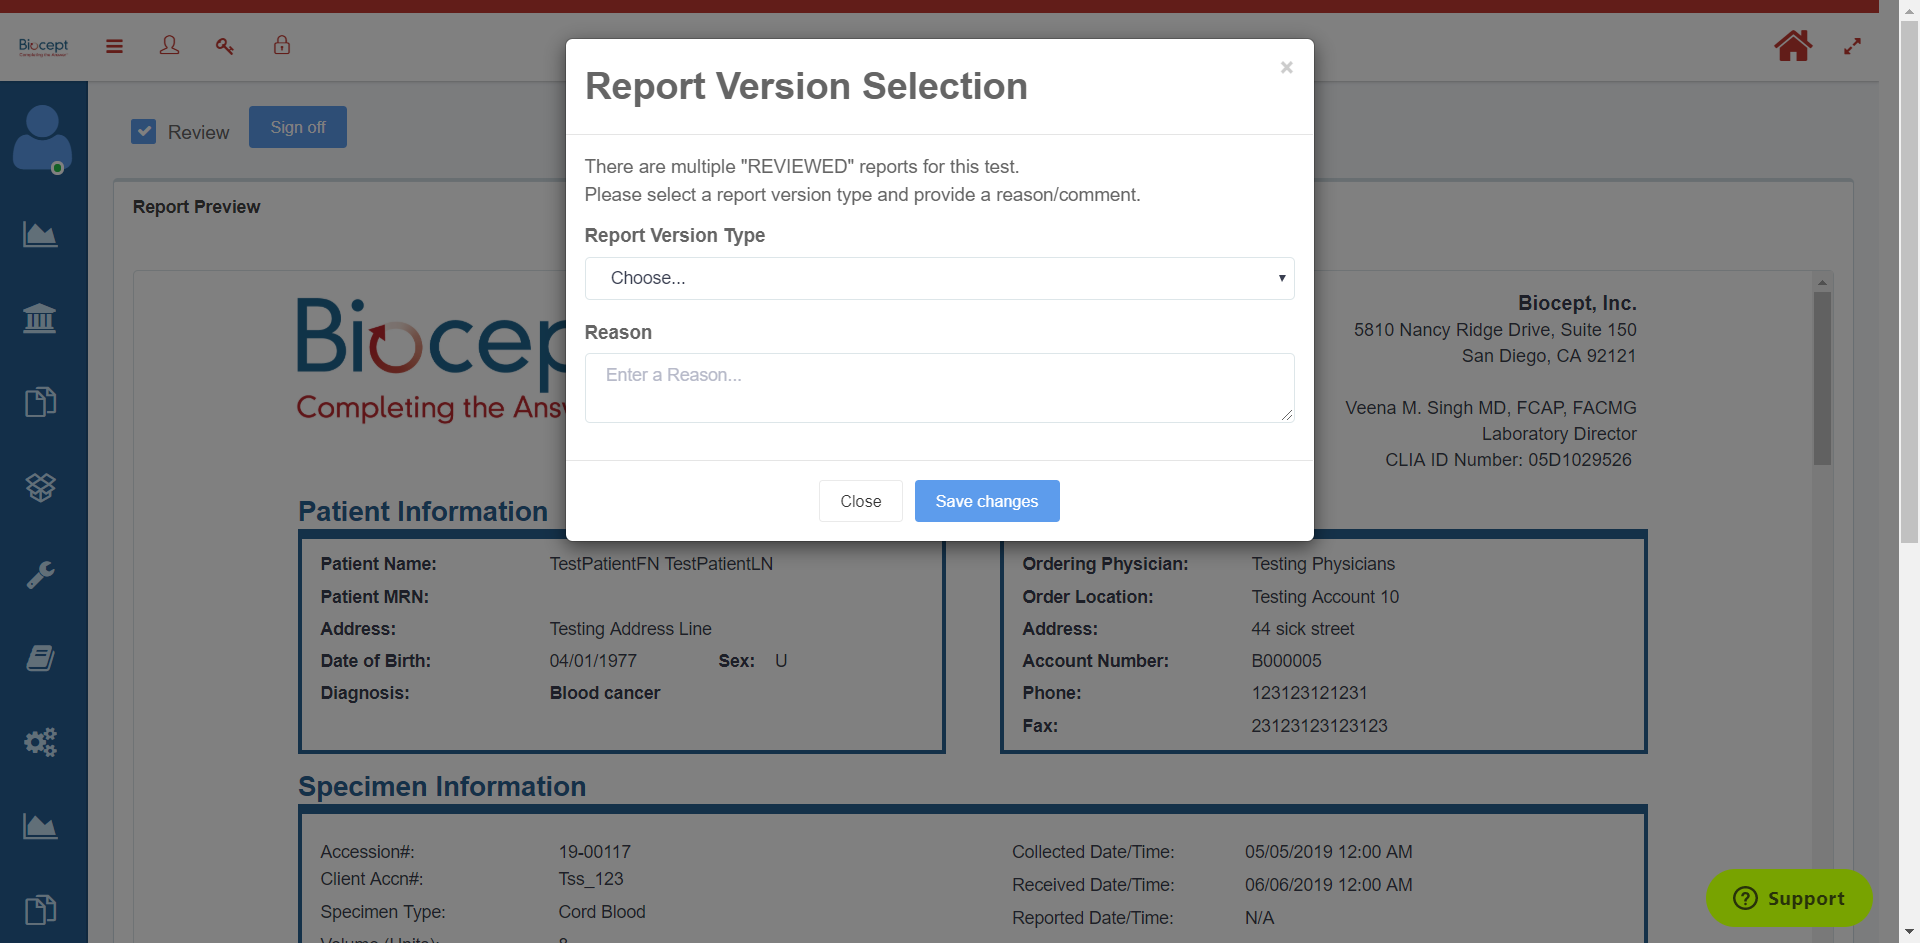 Biocept
Review
Sign off
Report Version Selection
×
There are multiple "REVIEWED" reports for this test.
Please select a report version type and provide a reason/comment.
Report Version Type
Choose...
Reason
Enter a Reason...
Close
Save changes
Report Preview
Biocept
Completing the Ans
Biocept, Inc.
5810 Nancy Ridge Drive, Suite 150
San Diego, CA 92121
Veena M. Singh MD, FCAP, FACMG
Laboratory Director
CLIA ID Number: 05D1029526
Patient Information
Patient Name: TestPatientFN TestPatientLN
Patient MRN:
Address: Testing Address Line
Date of Birth: 04/01/1977 Sex: U
Diagnosis: Blood cancer
Ordering Physician: Testing Physicians
Order Location: Testing Account 10
Address: 44 sick street
Account Number: B000005
Phone: 123123121231
Fax: 23123123123123
Specimen Information
Accession#: 19-00117
Client Accn#: Tss_123
Specimen Type: Cord Blood
Collected Date/Time: 05/05/2019 12:00 AM
Received Date/Time: 06/06/2019 12:00 AM
Reported Date/Time: N/A
Support